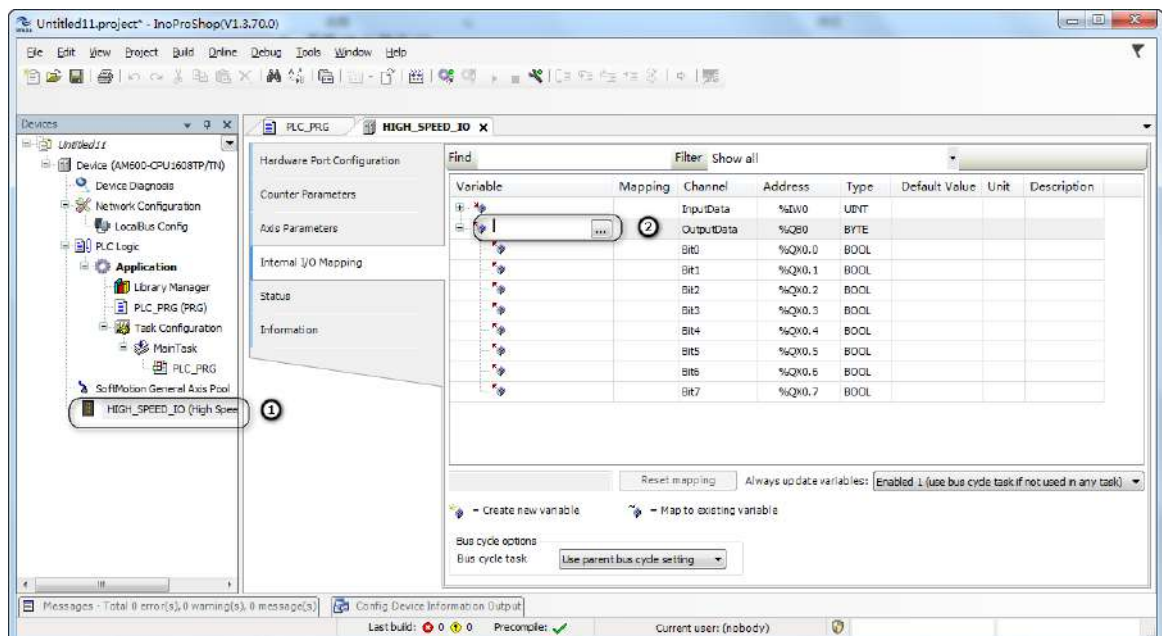 Untitled11.project* - InoProShop(V1.3.70.0)
File Edit View Project Build Online Debug Tools Window Help
Devices
PLC_PRG
HIGH_SPEED_IO X
Untitled11
Device (AM600-CPU1608TP/TN)
Device Diagnosis
Network Configuration
LocalBus Config
PLC Logic
Application
Library Manager
PLC_PRG (PRG)
Task Configuration
MainTask
PLC_PRG
SoftMotion General Axis Pool
HIGH_SPEED_IO (High Spee
1
Hardware Port Configuration
Counter Parameters
Axis Parameters
Internal I/O Mapping
Status
Information
Find Filter Show all
Variable Mapping Channel Address Type Default Value Unit Description
InputData %IW0 UINT
... 2 OutputData %QB0 BYTE
Bit0 %QX0.0 BOOL
Bit1 %QX0.1 BOOL
Bit2 %QX0.2 BOOL
Bit3 %QX0.3 BOOL
Bit4 %QX0.4 BOOL
Bit5 %QX0.5 BOOL
Bit6 %QX0.6 BOOL
Bit7 %QX0.7 BOOL
Reset mapping Always update variables: Enabled 1 (use bus cycle task if not used in any task)
= Create new variable = Map to existing variable
Bus cycle options
Bus cycle task Use parent bus cycle setting
Messages - Total 0 error(s), 0 warning(s), 0 message(s) Config Device Information Output
Last build: 0 0 Precompile: Current user: (nobody)